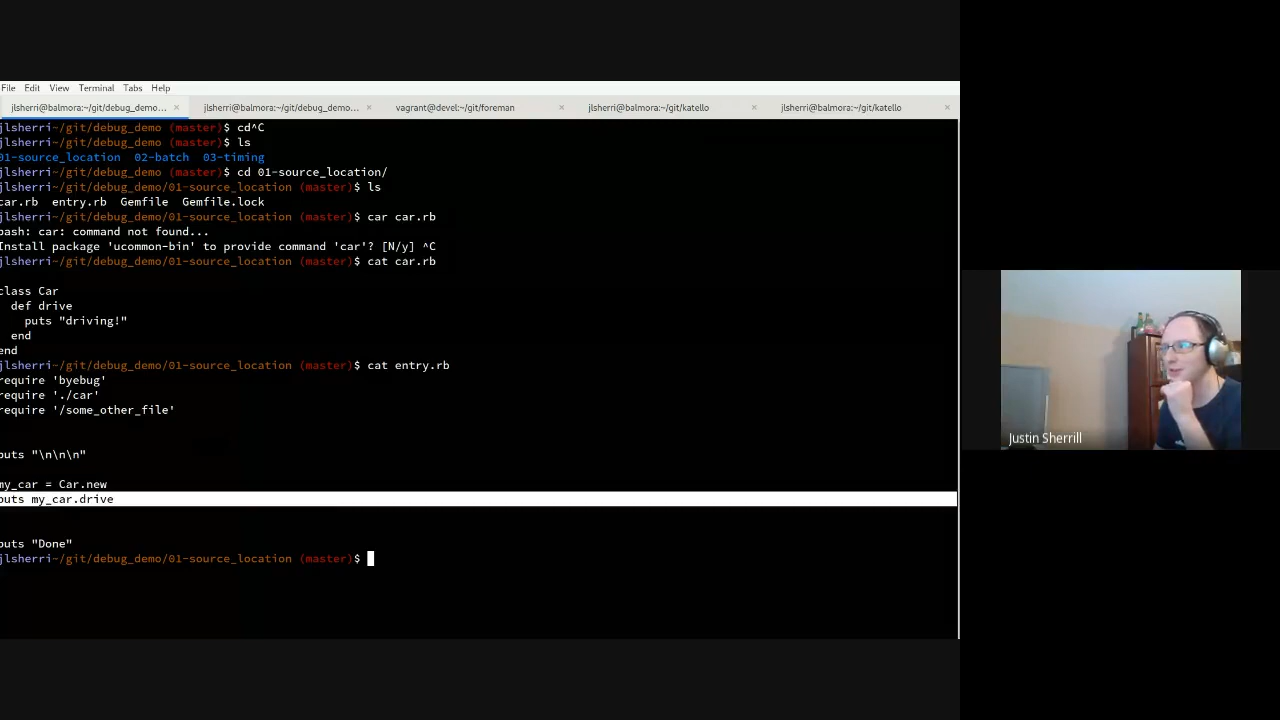 File Edit View Terminal Tabs Help
jlsherri@balmora:~/git/debug_demo... × jlsherri@balmora:~/git/debug_demo... × vagrant@devel:~/git/foreman × jlsherri@balmora:~/git/katello × jlsherri@balmora:~/git/katello ×
jlsherri~/git/debug_demo (master)$ cd^C
jlsherri~/git/debug_demo (master)$ ls
01-source_location 02-batch 03-timing
jlsherri~/git/debug_demo (master)$ cd 01-source_location/
jlsherri~/git/debug_demo/01-source_location (master)$ ls
car.rb entry.rb Gemfile Gemfile.lock
jlsherri~/git/debug_demo/01-source_location (master)$ car car.rb
bash: car: command not found...
Install package 'ucommon-bin' to provide command 'car'? [N/y] ^C
jlsherri~/git/debug_demo/01-source_location (master)$ cat car.rb
class Car
def drive
puts "driving!"
end
end
jlsherri~/git/debug_demo/01-source_location (master)$ cat entry.rb
require 'byebug'
require './car'
require '/some_other_file'
puts "\n\n\n"
my_car = Car.new
puts my_car.drive
puts "Done"
jlsherri~/git/debug_demo/01-source_location (master)$
Justin Sherrill